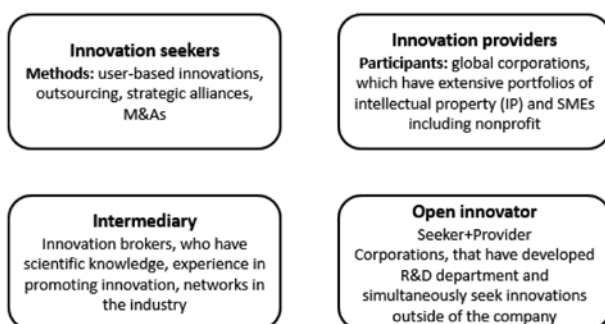 Innovation seekers
Methods: user-based innovations,
outsourcing, strategic alliances,
M&As
Innovation providers
Participants: global corporations,
which have extensive portfolios of
intellectual property (IP) and SMEs
including nonprofit
Intermediary
Innovation brokers, who have
scientific knowledge, experience in
promoting innovation, networks in
the industry
Open innovator
Seeker+Provider
Corporations, that have developed
R&D department and
simultaneously seek innovations
outside of the company